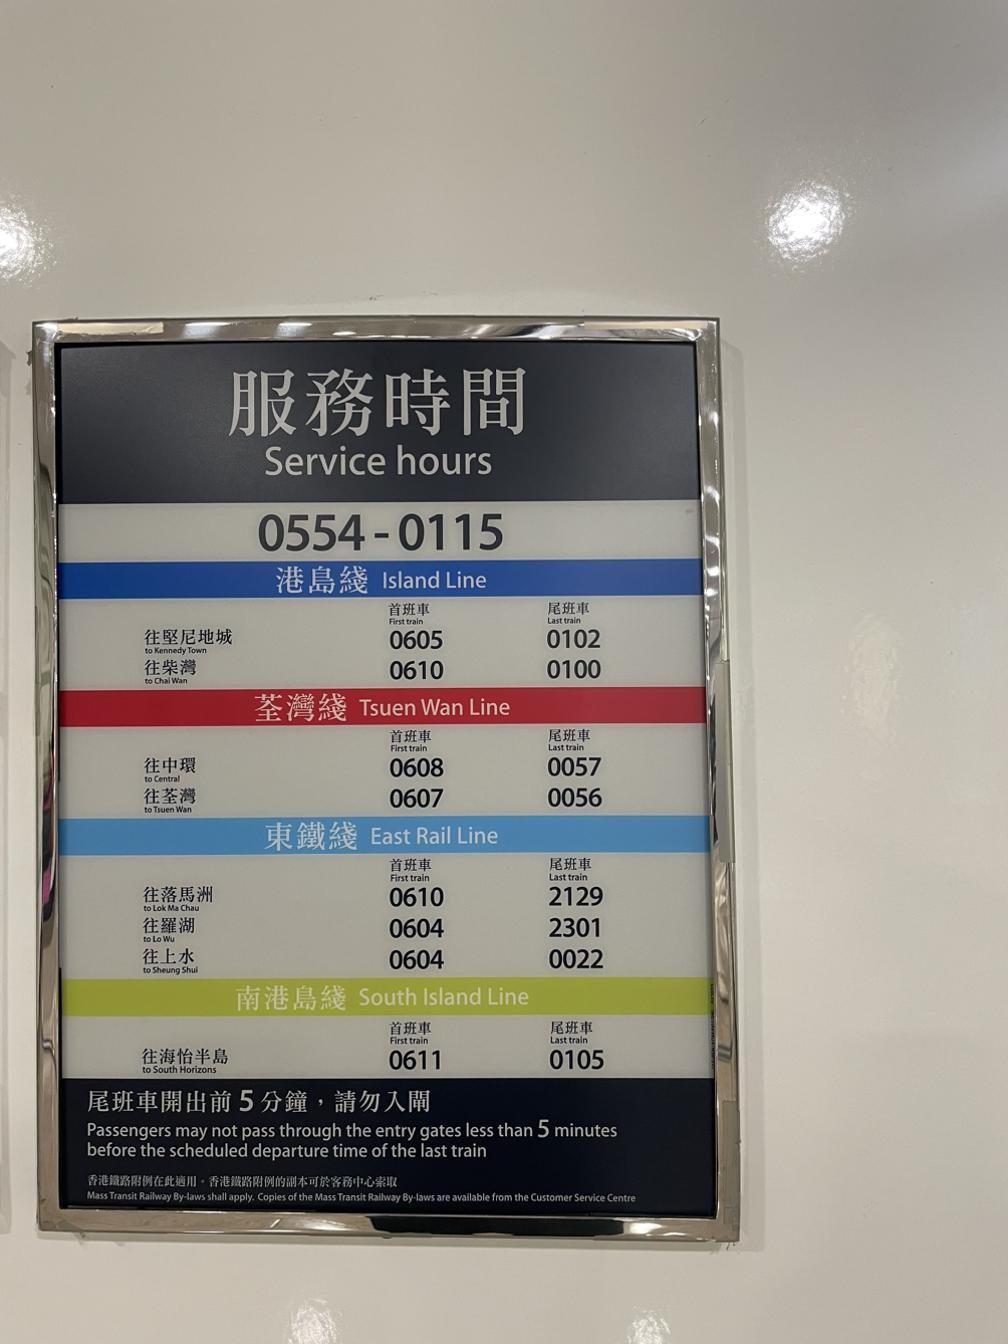 服務時間
Service hours
0554 - 0115
港島綫 Island Line
首班車 尾班車
First train Last train
往堅尼地城 0605 0102
to Kennedy Town
往柴灣 0610 0100
to Chai Wan
荃灣綫 Tsuen Wan Line
首班車 尾班車
First train Last train
往中環 0608 0057
to Central
往荃灣 0607 0056
to Tsuen Wan
東鐵綫 East Rail Line
首班車 尾班車
First train Last train
往落馬洲 0610 2129
to Lok Ma Chau
往羅湖 0604 2301
to Lo Wu
往上水 0604 0022
to Sheung Shui
南港島綫 South Island Line
首班車 尾班車
First train Last train
往海怡半島 0611 0105
to South Horizons
尾班車開出前 5 分鐘，請勿入閘
Passengers may not pass through the entry gates less than 5 minutes
before the scheduled departure time of the last train
香港鐵路附例在此適用。香港鐵路附例的副本可於客務中心索取
Mass Transit Railway By-laws shall apply. Copies of the Mass Transit Railway By-laws are available from the Customer Service Centre